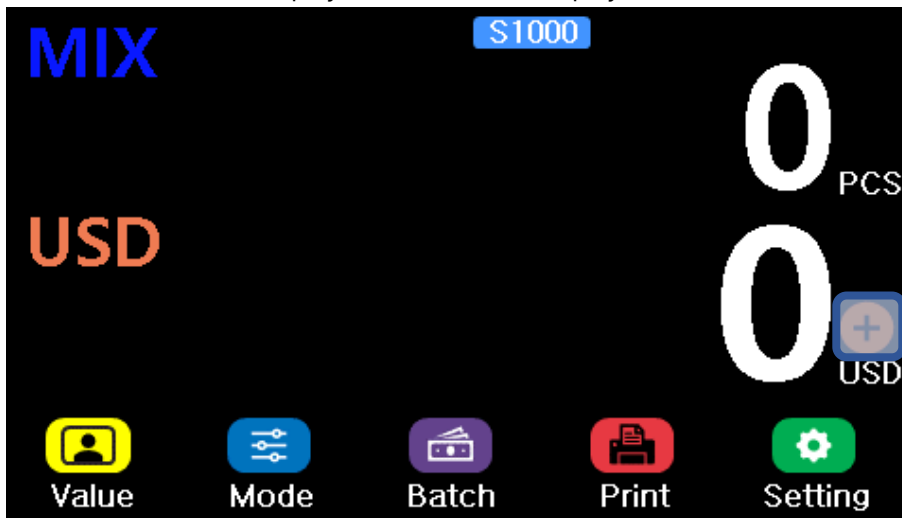 MIX
S1000
0
PCS
USD
0
+
USD
Value
Mode
Batch
Print
Setting